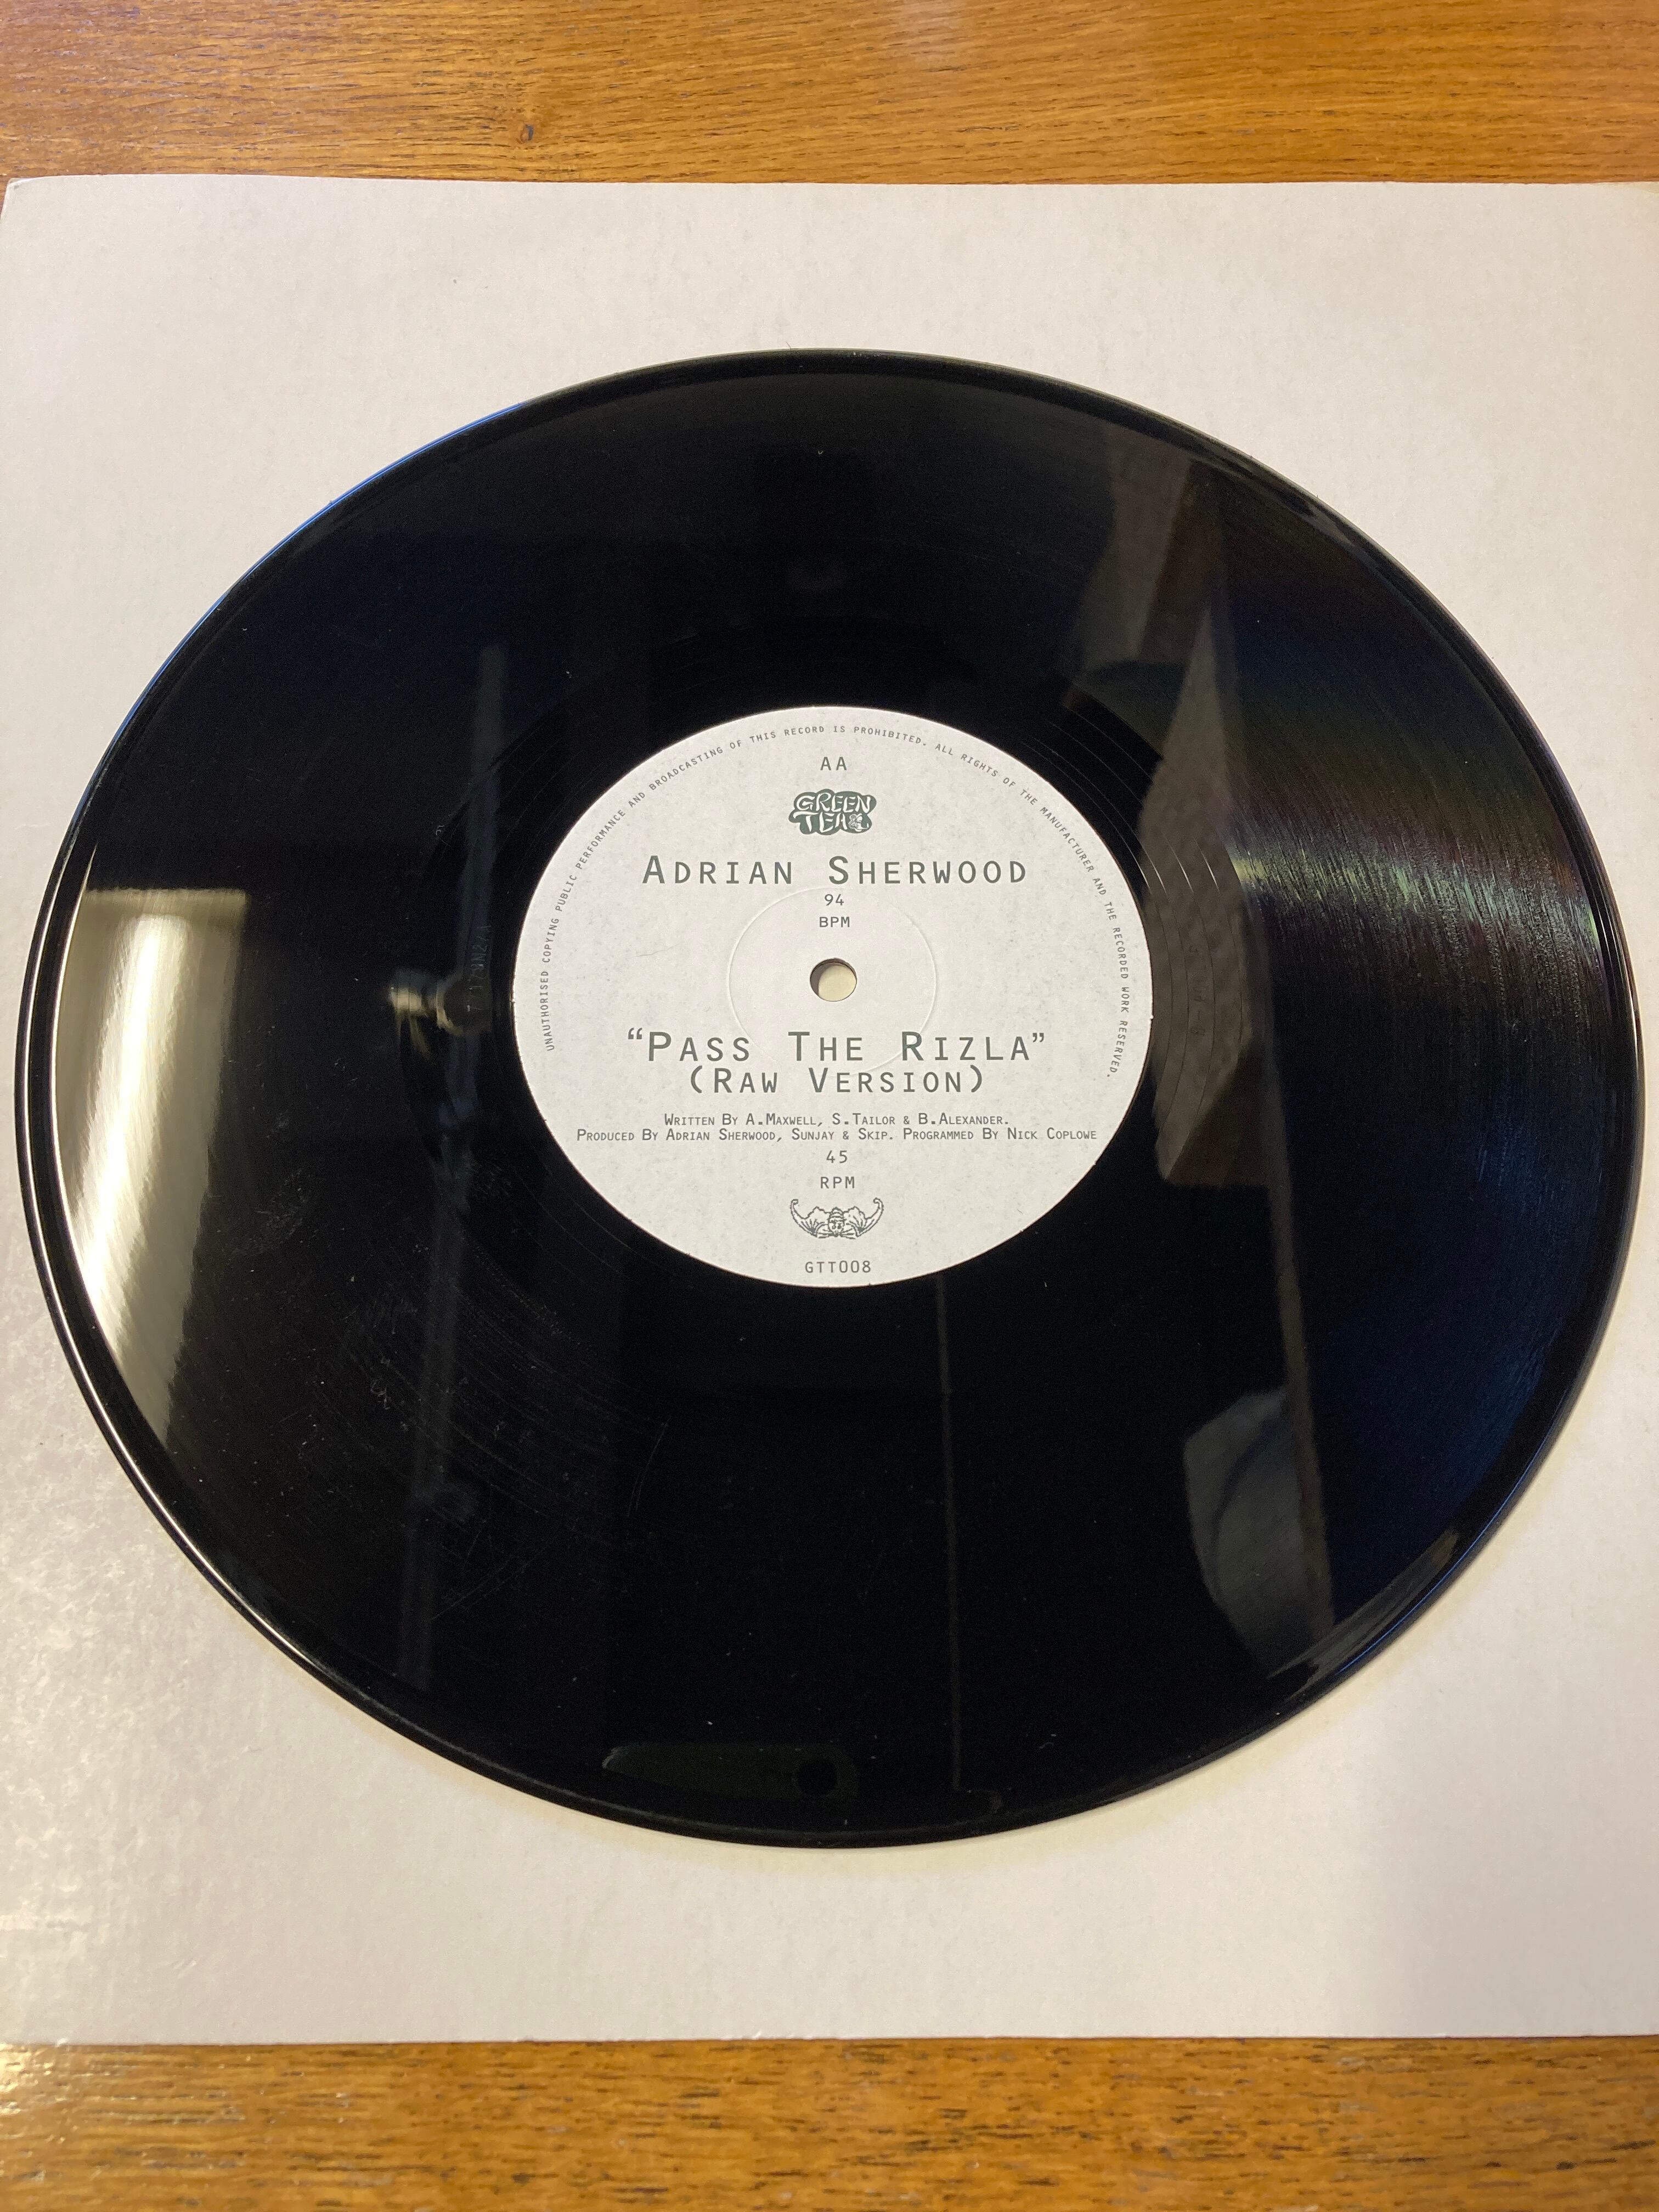 UNAUTHORISED COPYING PUBLIC PERFORMANCE AND BROADCASTING OF THIS RECORD IS PROHIBITED. ALL RIGHTS OF THE MANUFACTURER AND THE RECORDED WORK RESERVED.
AA
GREEN
TEA
ADRIAN SHERWOOD
94
BPM
“PASS THE RIZLA”
(RAW VERSION)
WRITTEN BY A.MAXWELL, S.TAILOR & B.ALEXANDER.
PRODUCED BY ADRIAN SHERWOOD, SUNJAY & SKIP. PROGRAMMED BY NICK COPLOWE
45
RPM
GTT008